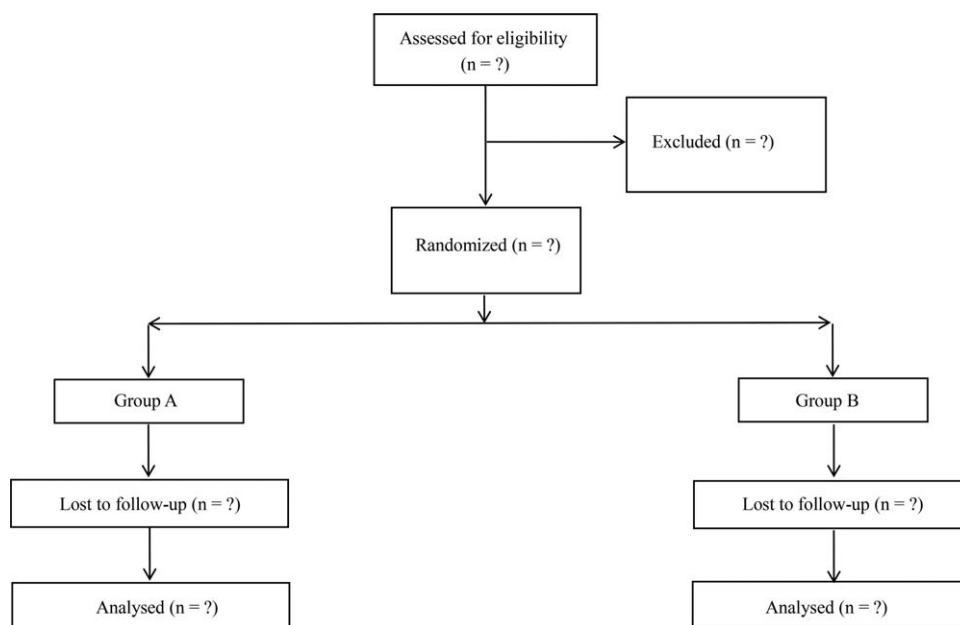 Assessed for eligibility
(n = ?)
Excluded (n = ?)
Randomized (n = ?)
Group A
Group B
Lost to follow-up (n = ?)
Lost to follow-up (n = ?)
Analysed (n = ?)
Analysed (n = ?)